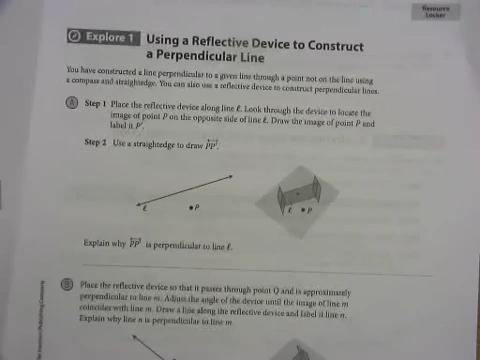 Resource
Locker
Explore 1 Using a Reflective Device to Construct
a Perpendicular Line
You have constructed a line perpendicular to a given line through a point not on the line using
a compass and straightedge. You can also use a reflective device to construct perpendicular lines.
A Step 1 Place the reflective device along line ℓ. Look through the device to locate the
image of point P on the opposite side of line ℓ. Draw the image of point P and
label it P′.
Step 2 Use a straightedge to draw PP′.
ℓ P
ℓ P
Explain why PP′ is perpendicular to line ℓ.
B Place the reflective device so that it passes through point Q and is approximately
perpendicular to line m. Adjust the angle of the device until the image of line m
coincides with line m. Draw a line along the reflective device and label it line n.
Explain why line n is perpendicular to line m.
Publishing Company